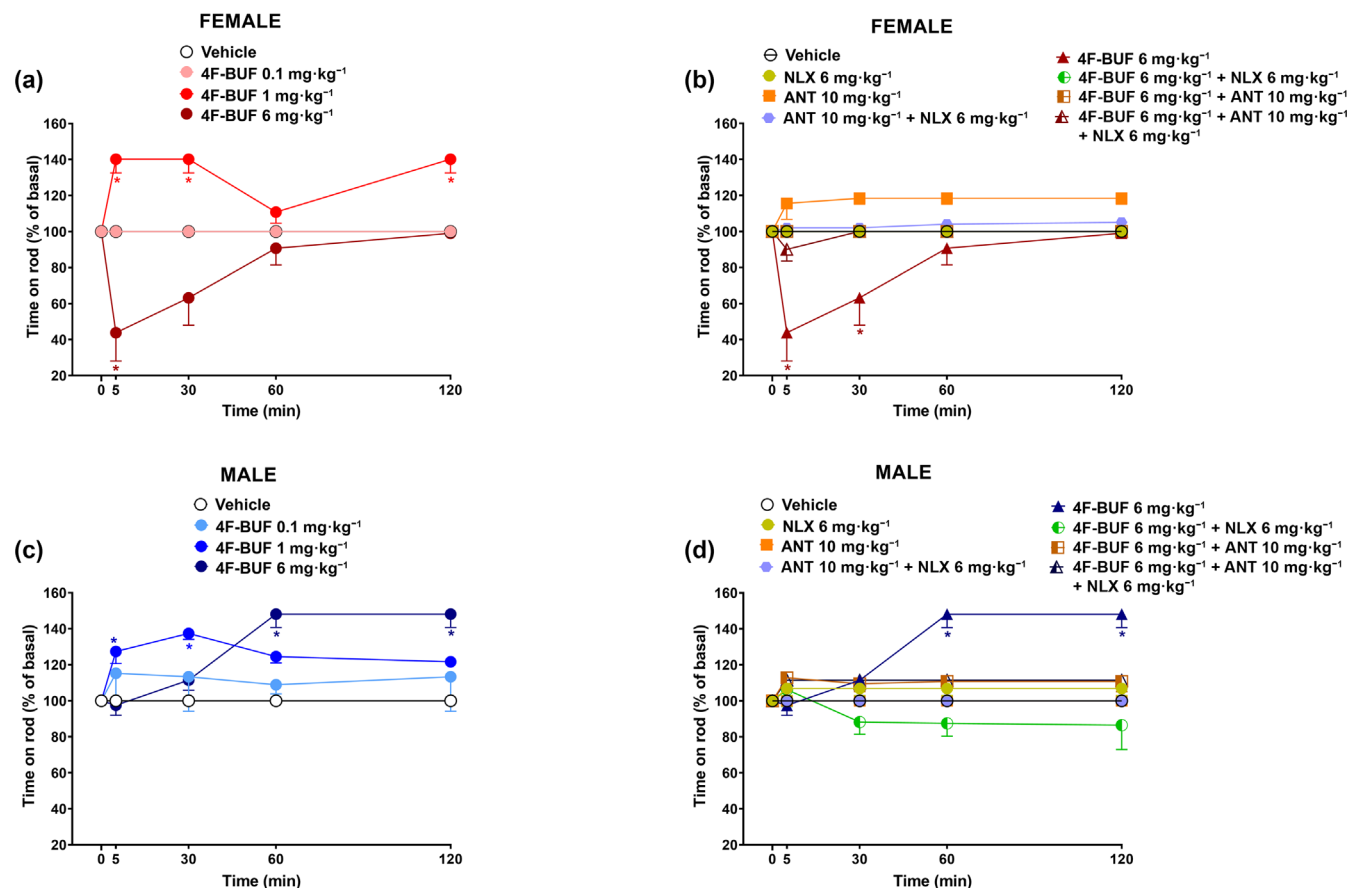 FEMALE
(a)
Vehicle
4F-BUF 0.1 mg·kg⁻¹
4F-BUF 1 mg·kg⁻¹
4F-BUF 6 mg·kg⁻¹
Time on rod (% of basal)
160
140
120
100
80
60
40
20
*
*
*
*
0 5 30 60 120
Time (min)
FEMALE
(b)
Vehicle
NLX 6 mg·kg⁻¹
ANT 10 mg·kg⁻¹
ANT 10 mg·kg⁻¹ + NLX 6 mg·kg⁻¹
4F-BUF 6 mg·kg⁻¹
4F-BUF 6 mg·kg⁻¹ + NLX 6 mg·kg⁻¹
4F-BUF 6 mg·kg⁻¹ + ANT 10 mg·kg⁻¹
4F-BUF 6 mg·kg⁻¹ + ANT 10 mg·kg⁻¹
+ NLX 6 mg·kg⁻¹
Time on rod (% of basal)
160
140
120
100
80
60
40
20
*
*
0 5 30 60 120
Time (min)
MALE
(c)
Vehicle
4F-BUF 0.1 mg·kg⁻¹
4F-BUF 1 mg·kg⁻¹
4F-BUF 6 mg·kg⁻¹
Time on rod (% of basal)
160
140
120
100
80
60
40
20
*
*
*
*
0 5 30 60 120
Time (min)
MALE
(d)
Vehicle
NLX 6 mg·kg⁻¹
ANT 10 mg·kg⁻¹
ANT 10 mg·kg⁻¹ + NLX 6 mg·kg⁻¹
4F-BUF 6 mg·kg⁻¹
4F-BUF 6 mg·kg⁻¹ + NLX 6 mg·kg⁻¹
4F-BUF 6 mg·kg⁻¹ + ANT 10 mg·kg⁻¹
4F-BUF 6 mg·kg⁻¹ + ANT 10 mg·kg⁻¹
+ NLX 6 mg·kg⁻¹
Time on rod (% of basal)
160
140
120
100
80
60
40
20
*
*
0 5 30 60 120
Time (min)